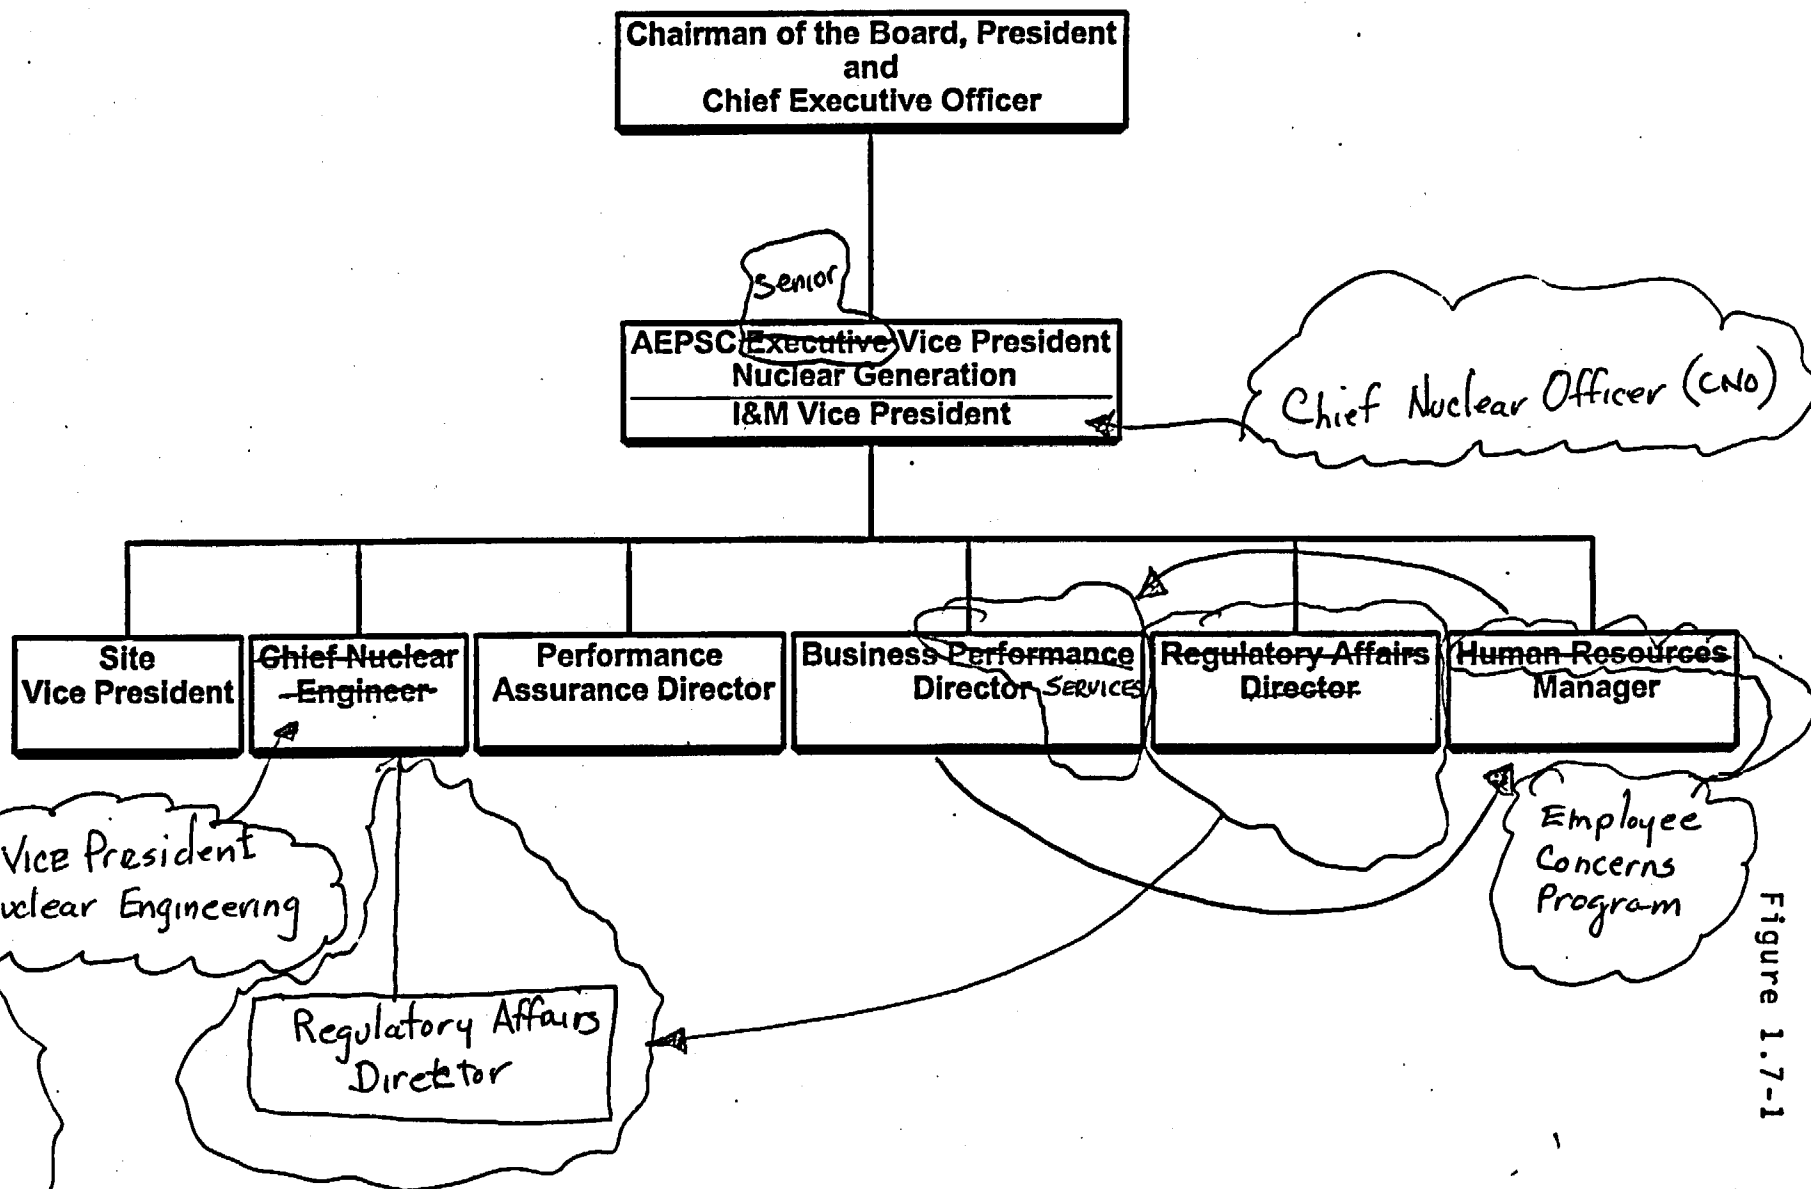 Chairman of the Board, President
and
Chief Executive Officer
Senior
AEPSC Executive Vice President
Nuclear Generation
I&M Vice President
Chief Nuclear Officer (CNO)
Site
Vice President
Chief Nuclear
Engineer
Performance
Assurance Director
Business Performance
Director SERVICES
Regulatory Affairs
Director
Human Resources
Manager
Vice President
uclear Engineering
Employee
Concerns
Program
Regulatory Affairs
Director
Figure 1.7-1